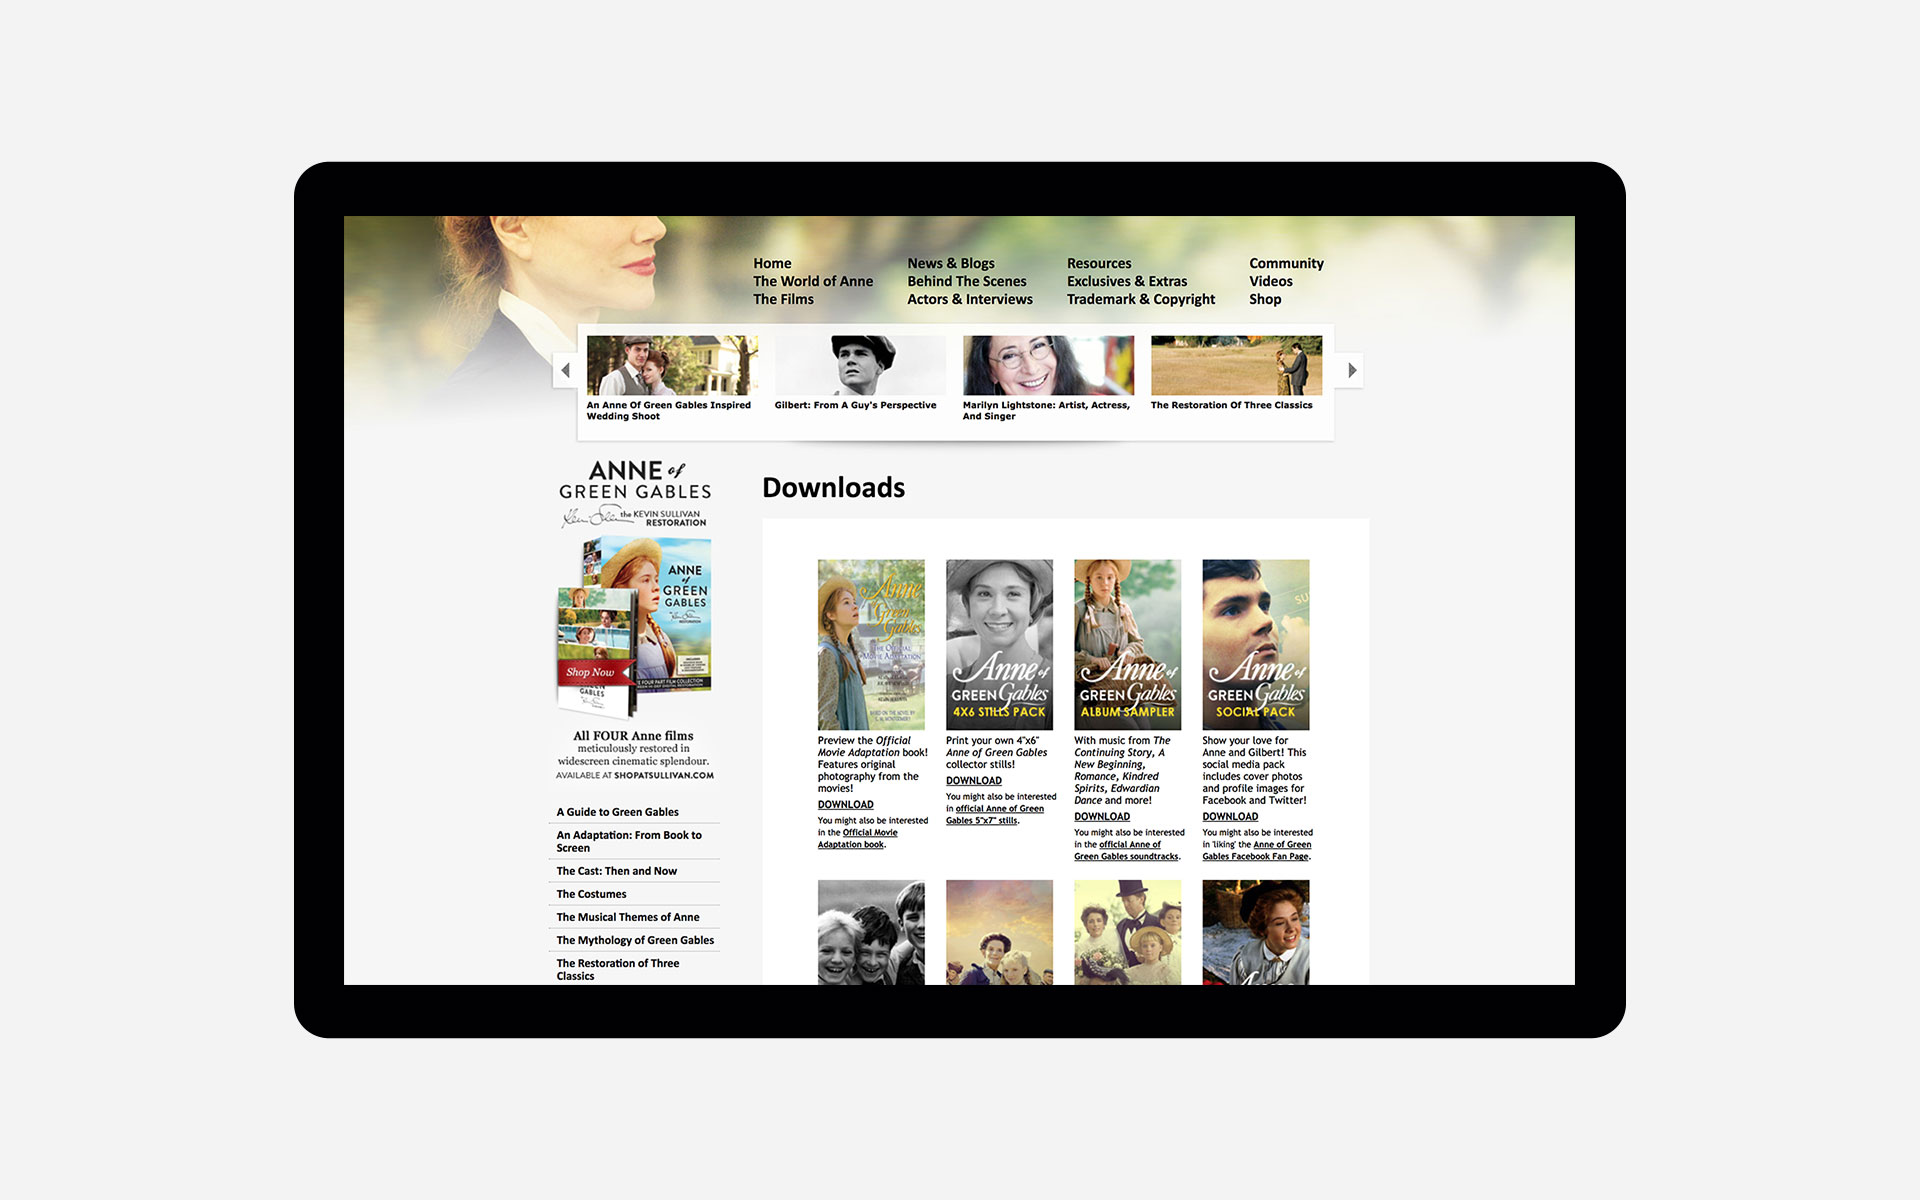 Home
The World of Anne
The Films
News & Blogs
Behind The Scenes
Actors & Interviews
Resources
Exclusives & Extras
Trademark & Copyright
Community
Videos
Shop
An Anne Of Green Gables Inspired
Wedding Shoot
Gilbert: From A Guy's Perspective
Marilyn Lightstone: Artist, Actress,
And Singer
The Restoration Of Three Classics
ANNE of
GREEN GABLES
the KEVIN SULLIVAN
RESTORATION
ANNE
of
GREEN
GABLES
Shop Now
GABLES
All FOUR Anne films
meticulously restored in
widescreen cinematic splendour.
AVAILABLE AT SHOPATSULLIVAN.COM
A Guide to Green Gables
An Adaptation: From Book to
Screen
The Cast: Then and Now
The Costumes
The Musical Themes of Anne
The Mythology of Green Gables
The Restoration of Three
Classics
Downloads
Anne
of Green
Gables
THE OFFICIAL
MOVIE ADAPTATION
Preview the Official
Movie Adaptation book!
Features original
photography from the
movies!
DOWNLOAD
You might also be interested
in the Official Movie
Adaptation book.
Anne of
GREEN Gables
4X6 STILLS PACK
Print your own 4"x6"
Anne of Green Gables
collector stills!
DOWNLOAD
You might also be interested
in official Anne of Green
Gables 5"x7" stills.
Anne of
GREEN Gables
ALBUM SAMPLER
With music from The
Continuing Story, A
New Beginning,
Romance, Kindred
Spirits, Edwardian
Dance and more!
DOWNLOAD
You might also be interested
in the official Anne of
Green Gables soundtracks.
Anne of
GREEN Gables
SOCIAL PACK
Show your love for
Anne and Gilbert! This
social media pack
includes cover photos
and profile images for
Facebook and Twitter!
DOWNLOAD
You might also be interested
in 'liking' the Anne of Green
Gables Facebook Fan Page.